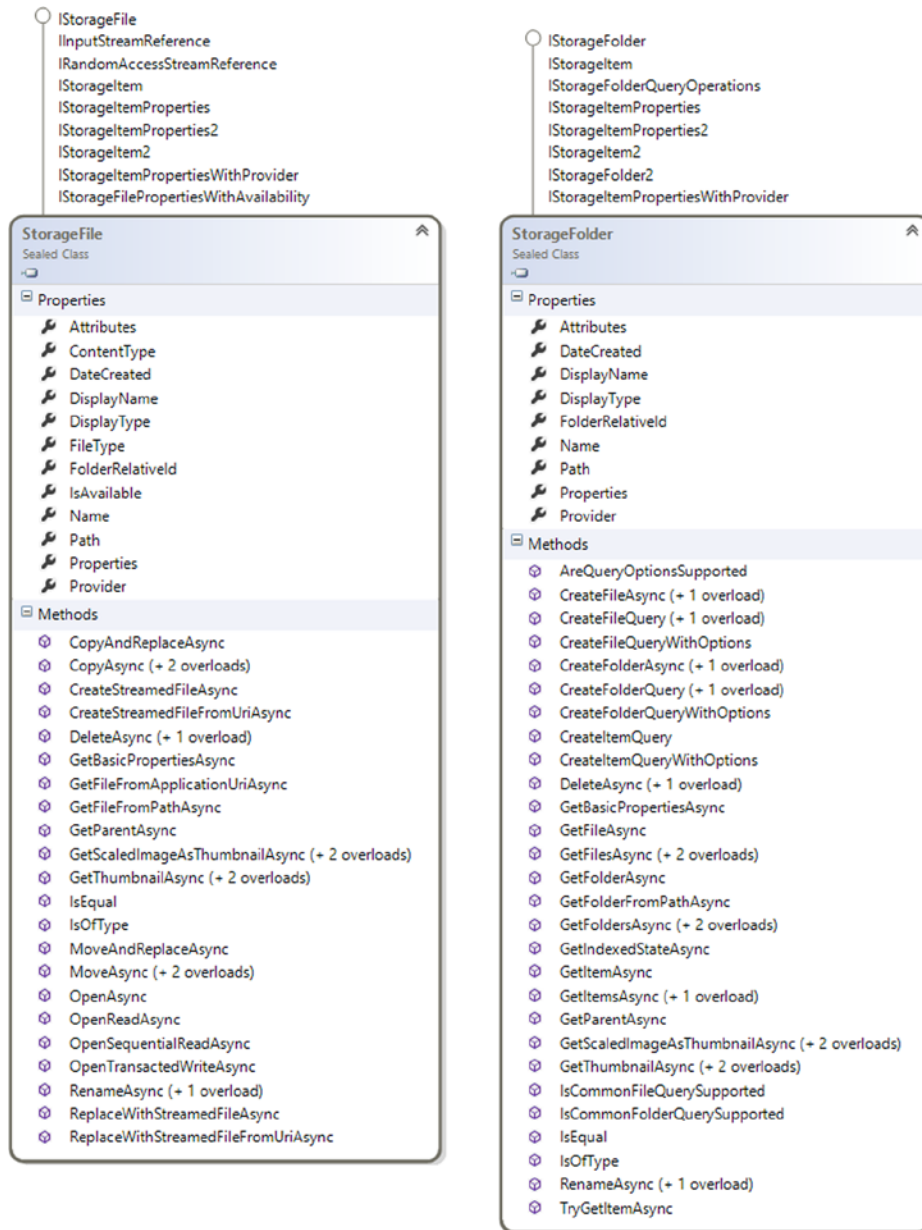 IStorageFile
IInputStreamReference
IRandomAccessStreamReference
IStorageItem
IStorageItemProperties
IStorageItemProperties2
IStorageItem2
IStorageItemPropertiesWithProvider
IStorageFilePropertiesWithAvailability
StorageFile
Sealed Class
Properties
Attributes
ContentType
DateCreated
DisplayName
DisplayType
FileType
FolderRelativeId
IsAvailable
Name
Path
Properties
Provider
Methods
CopyAndReplaceAsync
CopyAsync (+ 2 overloads)
CreateStreamedFileAsync
CreateStreamedFileFromUriAsync
DeleteAsync (+ 1 overload)
GetBasicPropertiesAsync
GetFileFromApplicationUriAsync
GetFileFromPathAsync
GetParentAsync
GetScaledImageAsThumbnailAsync (+ 2 overloads)
GetThumbnailAsync (+ 2 overloads)
IsEqual
IsOfType
MoveAndReplaceAsync
MoveAsync (+ 2 overloads)
OpenAsync
OpenReadAsync
OpenSequentialReadAsync
OpenTransactedWriteAsync
RenameAsync (+ 1 overload)
ReplaceWithStreamedFileAsync
ReplaceWithStreamedFileFromUriAsync
IStorageFolder
IStorageItem
IStorageFolderQueryOperations
IStorageItemProperties
IStorageItemProperties2
IStorageItem2
IStorageFolder2
IStorageItemPropertiesWithProvider
StorageFolder
Sealed Class
Properties
Attributes
DateCreated
DisplayName
DisplayType
FolderRelativeId
Name
Path
Properties
Provider
Methods
AreQueryOptionsSupported
CreateFileAsync (+ 1 overload)
CreateFileQuery (+ 1 overload)
CreateFileQueryWithOptions
CreateFolderAsync (+ 1 overload)
CreateFolderQuery (+ 1 overload)
CreateFolderQueryWithOptions
CreateItemQuery
CreateItemQueryWithOptions
DeleteAsync (+ 1 overload)
GetBasicPropertiesAsync
GetFileAsync
GetFilesAsync (+ 2 overloads)
GetFolderAsync
GetFolderFromPathAsync
GetFoldersAsync (+ 2 overloads)
GetIndexedStateAsync
GetItemAsync
GetItemsAsync (+ 1 overload)
GetParentAsync
GetScaledImageAsThumbnailAsync (+ 2 overloads)
GetThumbnailAsync (+ 2 overloads)
IsCommonFileQuerySupported
IsCommonFolderQuerySupported
IsEqual
IsOfType
RenameAsync (+ 1 overload)
TryGetItemAsync